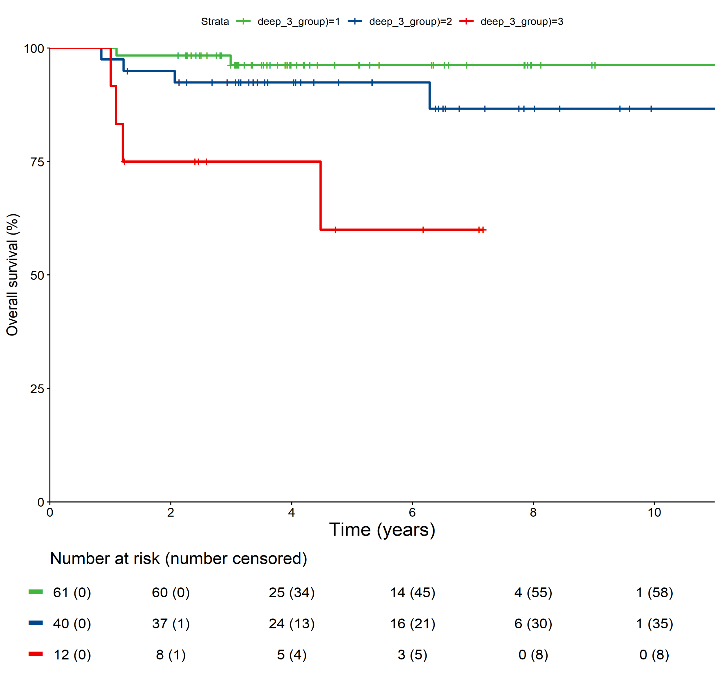 Strata deep_3_group)=1 deep_3_group)=2 deep_3_group)=3
100
75
50
25
0
Overall survival (%)
0 2 4 6 8 10
Time (years)
Number at risk (number censored)
61 (0) 60 (0) 25 (34) 14 (45) 4 (55) 1 (58)
40 (0) 37 (1) 24 (13) 16 (21) 6 (30) 1 (35)
12 (0) 8 (1) 5 (4) 3 (5) 0 (8) 0 (8)